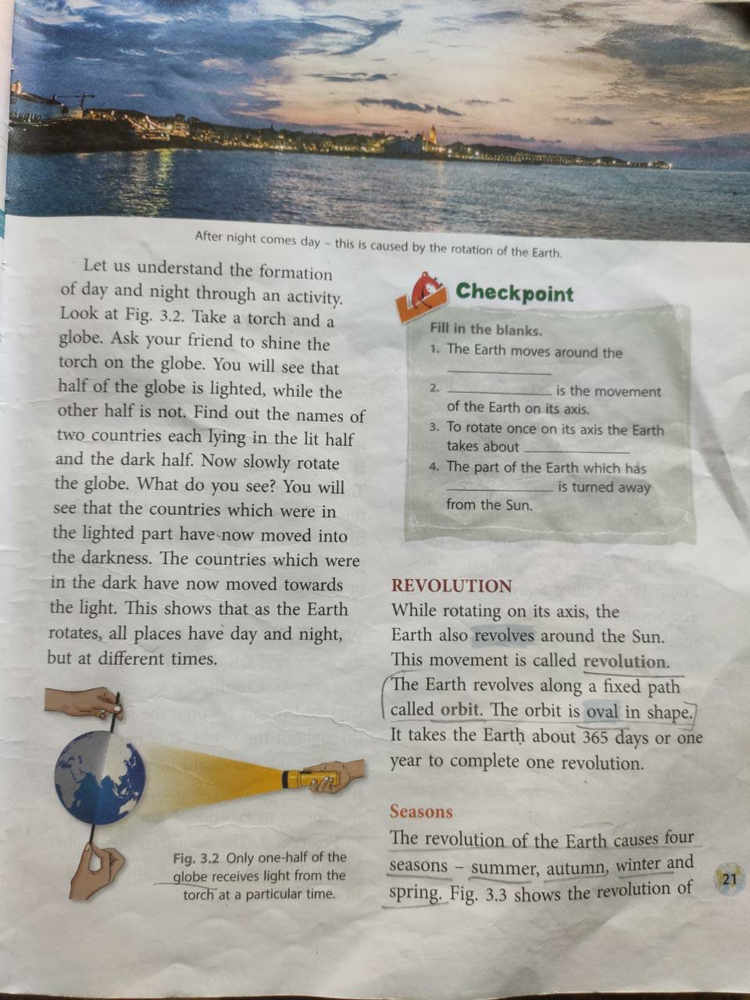 After night comes day – this is caused by the rotation of the Earth.
Let us understand the formation
of day and night through an activity.
Look at Fig. 3.2. Take a torch and a
globe. Ask your friend to shine the
torch on the globe. You will see that
half of the globe is lighted, while the
other half is not. Find out the names of
two countries each lying in the lit half
and the dark half. Now slowly rotate
the globe. What do you see? You will
see that the countries which were in
the lighted part have now moved into
the darkness. The countries which were
in the dark have now moved towards
the light. This shows that as the Earth
rotates, all places have day and night,
but at different times.
Fig. 3.2 Only one-half of the
globe receives light from the
torch at a particular time.
Checkpoint
Fill in the blanks.
1. The Earth moves around the
____________
2. ____________ is the movement
of the Earth on its axis.
3. To rotate once on its axis the Earth
takes about ____________
4. The part of the Earth which has
____________ is turned away
from the Sun.
REVOLUTION
While rotating on its axis, the
Earth also revolves around the Sun.
This movement is called revolution.
The Earth revolves along a fixed path
called orbit. The orbit is oval in shape.
It takes the Earth about 365 days or one
year to complete one revolution.
Seasons
The revolution of the Earth causes four
seasons – summer, autumn, winter and
spring. Fig. 3.3 shows the revolution of
21